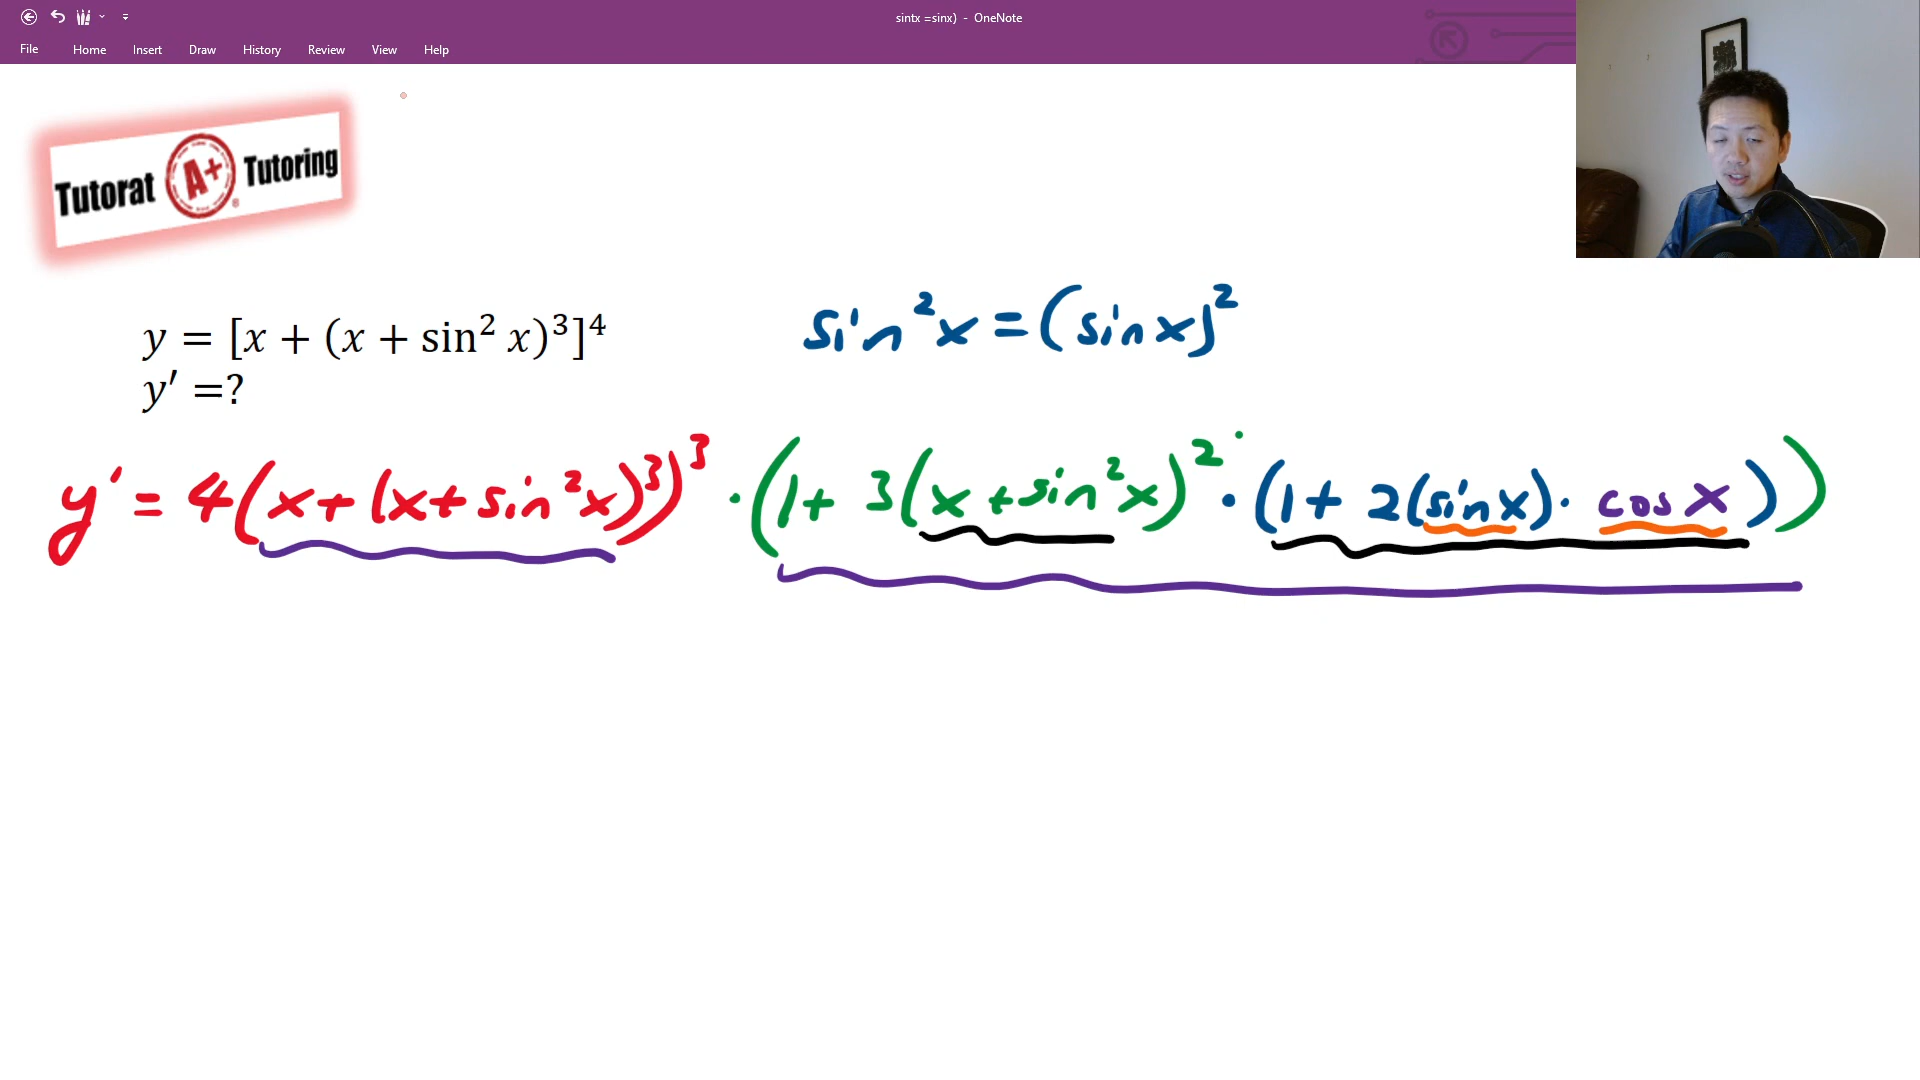 sintx =sinx) - OneNote
File Home Insert Draw History Review View Help
Tutorat A+ Tutoring ®
y = [x + (x + sin² x)³]⁴
sin²x = (sinx)²
y′ =?
y' = 4(x+(x+sin²x)³)³ · (1+ 3(x+sin²x)² · (1+ 2(sinx)· cosx))